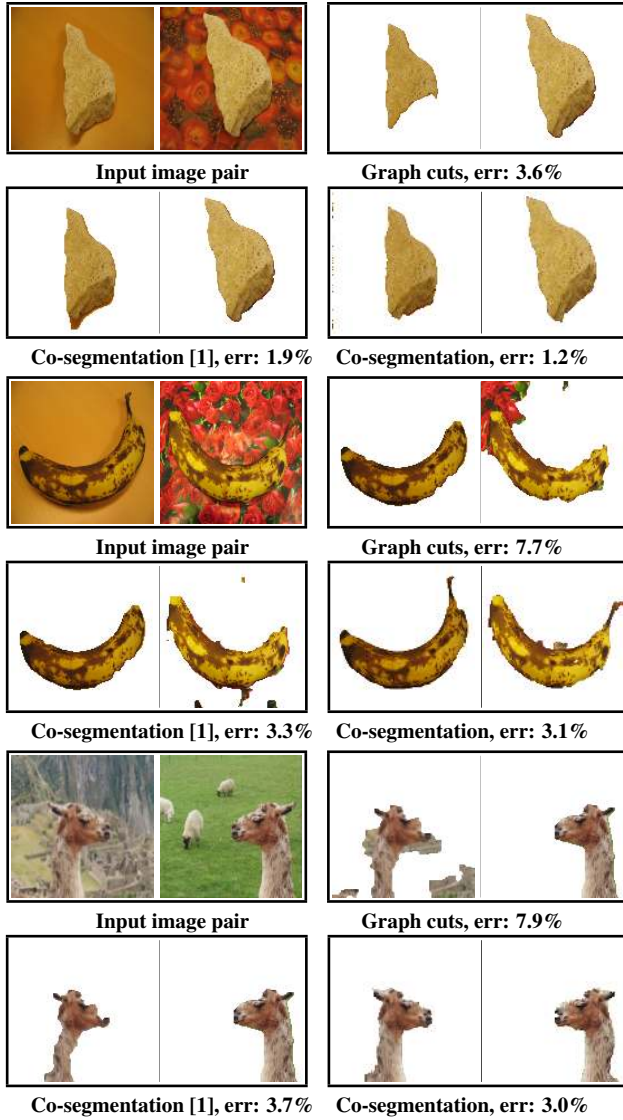 Input image pair
Graph cuts, err: 3.6%
Co-segmentation [1], err: 1.9%
Co-segmentation, err: 1.2%
Input image pair
Graph cuts, err: 7.7%
Co-segmentation [1], err: 3.3%
Co-segmentation, err: 3.1%
Input image pair
Graph cuts, err: 7.9%
Co-segmentation [1], err: 3.7%
Co-segmentation, err: 3.0%